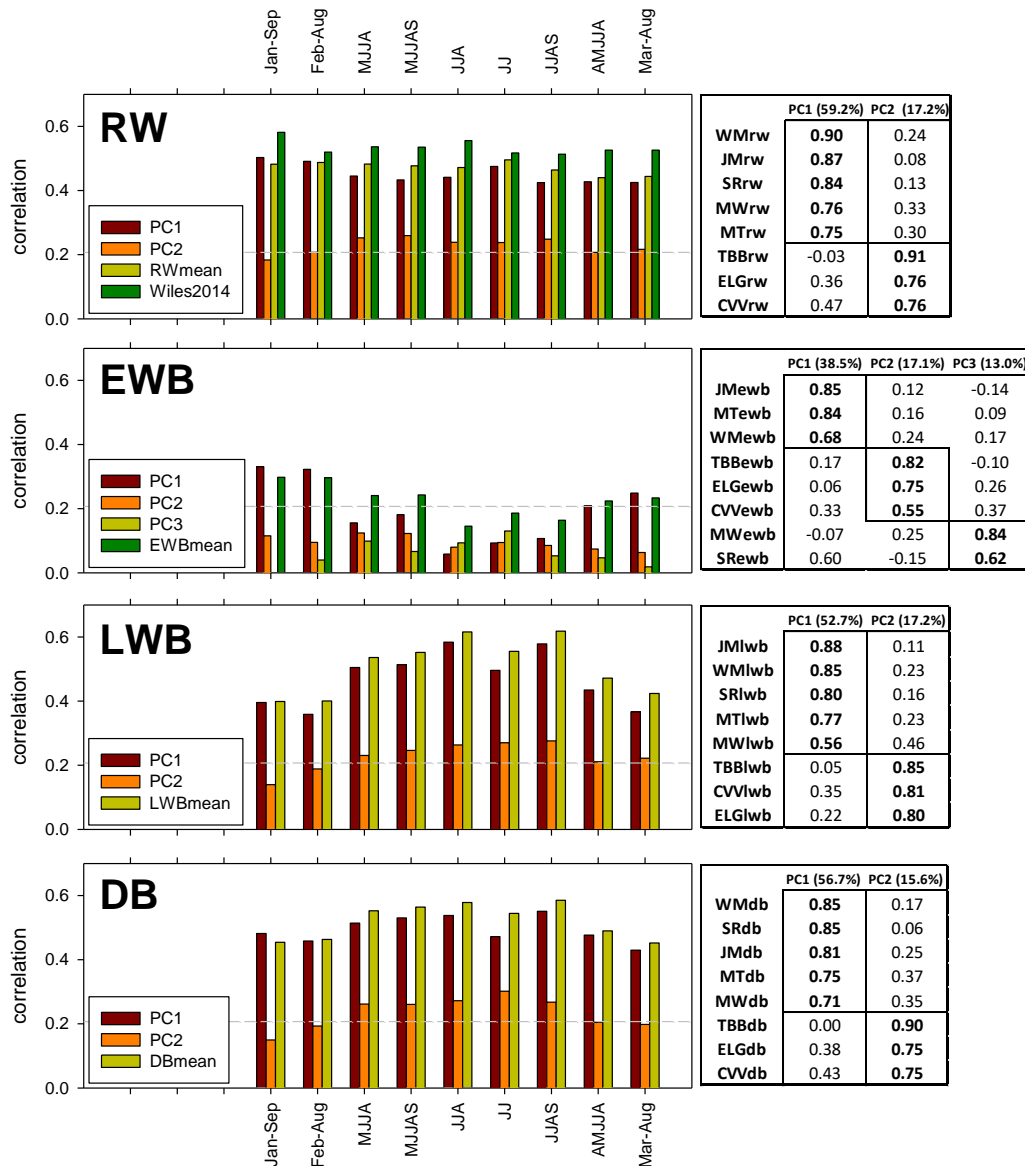 Jan-Sep Feb-Aug MJJA MJJAS JJA JJ JJAS AMJJA Mar-Aug
RW
correlation
0.6
0.4
0.2
0.0
PC1
PC2
RWmean
Wiles2014
PC1 (59.2%) PC2 (17.2%)
WMrw 0.90 0.24
JMrw 0.87 0.08
SRrw 0.84 0.13
MWrw 0.76 0.33
MTrw 0.75 0.30
TBBrw -0.03 0.91
ELGrw 0.36 0.76
CVVrw 0.47 0.76
EWB
correlation
0.6
0.4
0.2
0.0
PC1
PC2
PC3
EWBmean
PC1 (38.5%) PC2 (17.1%) PC3 (13.0%)
JMewb 0.85 0.12 -0.14
MTewb 0.84 0.16 0.09
WMewb 0.68 0.24 0.17
TBBewb 0.17 0.82 -0.10
ELGewb 0.06 0.75 0.26
CVVewb 0.33 0.55 0.37
MWewb -0.07 0.25 0.84
SRewb 0.60 -0.15 0.62
LWB
correlation
0.6
0.4
0.2
0.0
PC1
PC2
LWBmean
PC1 (52.7%) PC2 (17.2%)
JMlwb 0.88 0.11
WMlwb 0.85 0.23
SRlwb 0.80 0.16
MTlwb 0.77 0.23
MWlwb 0.56 0.46
TBBlwb 0.05 0.85
CVVlwb 0.35 0.81
ELGlwb 0.22 0.80
DB
correlation
0.6
0.4
0.2
0.0
PC1
PC2
DBmean
PC1 (56.7%) PC2 (15.6%)
WMdb 0.85 0.17
SRdb 0.85 0.06
JMdb 0.81 0.25
MTdb 0.75 0.37
MWdb 0.71 0.35
TBBdb 0.00 0.90
ELGdb 0.38 0.75
CVVdb 0.43 0.75
Jan-Sep Feb-Aug MJJA MJJAS JJA JJ JJAS AMJJA Mar-Aug